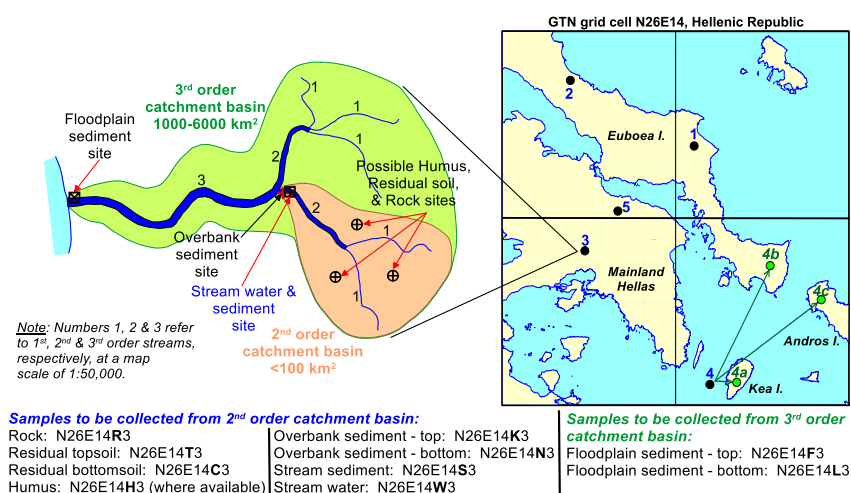 GTN grid cell N26E14, Hellenic Republic
3rd order
catchment basin
1000-6000 km2
Floodplain
sediment
site
1
1
1
2
3
Possible Humus,
Residual soil,
& Rock sites
2
1
1
Overbank
sediment
site
Stream water &
sediment
site
2nd order
catchment basin
<100 km2
Note: Numbers 1, 2 & 3 refer
to 1st, 2nd & 3rd order streams,
respectively, at a map
scale of 1:50,000.
2
Euboea I.
1
5
3
Mainland
Hellas
4b
4c
Andros I.
4
4a
Kea I.
Samples to be collected from 2nd order catchment basin:
Rock: N26E14R3
Residual topsoil: N26E14T3
Residual bottomsoil: N26E14C3
Humus: N26E14H3 (where available)
Overbank sediment - top: N26E14K3
Overbank sediment - bottom: N26E14N3
Stream sediment: N26E14S3
Stream water: N26E14W3
Samples to be collected from 3rd order
catchment basin:
Floodplain sediment - top: N26E14F3
Floodplain sediment - bottom: N26E14L3